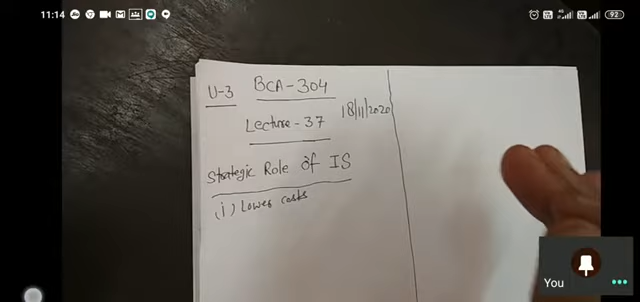 11:14
92
U-3 BCA-304
Lecture-37 18/11/2020
Strategic Role of IS
(i) Lower costs
You